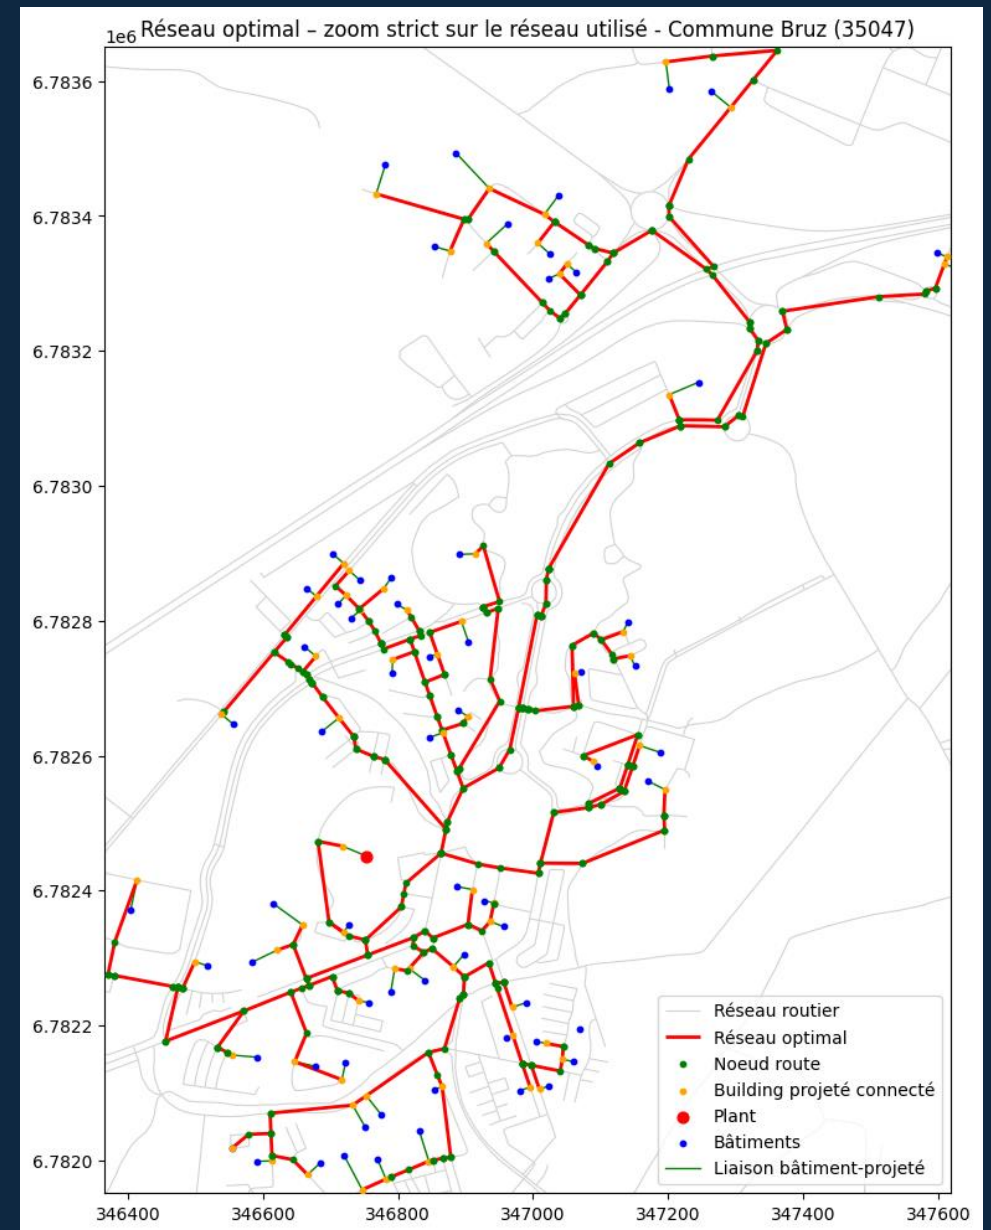 Réseau optimal – zoom strict sur le réseau utilisé - Commune Bruz (35047)
1e6
6.7836
6.7834
6.7832
6.7830
6.7828
6.7826
6.7824
6.7822
6.7820
Réseau routier
Réseau optimal
Noeud route
Building projeté connecté
Plant
Bâtiments
Liaison bâtiment-projeté
346400 346600 346800 347000 347200 347400 347600